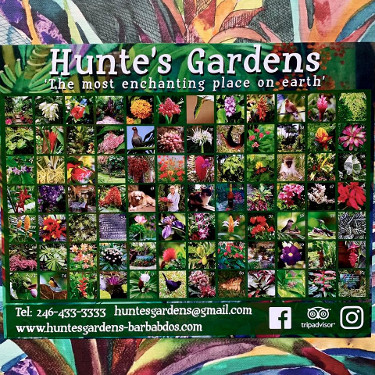 Hunte's Gardens
'The most enchanting place on earth'
Tel: 246-433-3333 huntesgardens@gmail.com
www.huntesgardens-barbabdos.com
tripadvisor